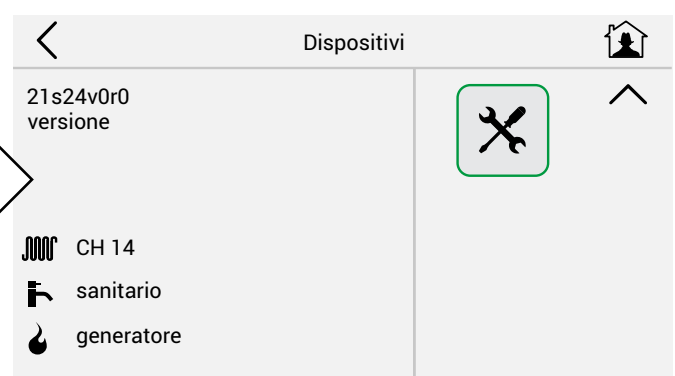 Dispositivi
21s24v0r0
versione
CH 14
sanitario
generatore